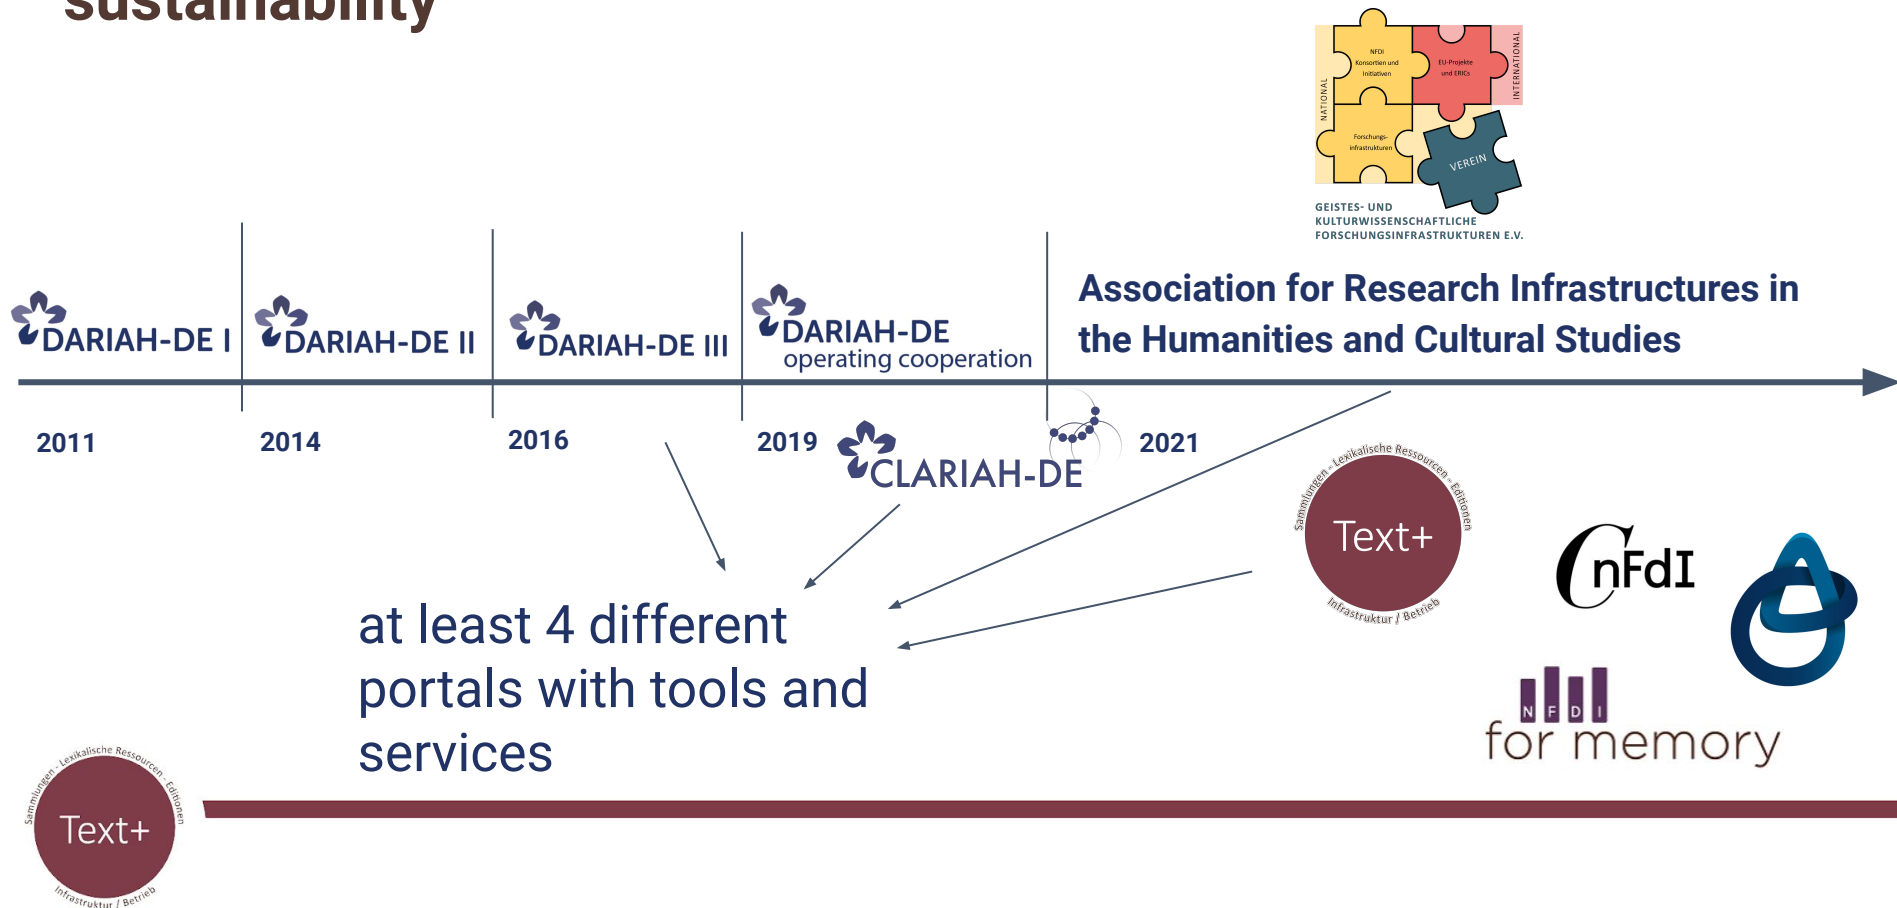 sustainability
NFDI
Konsortien und
Initiativen
EU-Projekte
und ERICs
NATIONAL
INTERNATIONAL
Forschungs-
infrastrukturen
VEREIN
GEISTES- UND
KULTURWISSENSCHAFTLICHE
FORSCHUNGSINFRASTRUKTUREN E.V.
DARIAH-DE I
DARIAH-DE II
DARIAH-DE III
DARIAH-DE
operating cooperation
Association for Research Infrastructures in
the Humanities and Cultural Studies
2011
2014
2016
2019
CLARIAH-DE
2021
Sammlungen - Lexikalische Ressourcen - Editionen
Text+
Infrastruktur / Betrieb
CnFdI
at least 4 different
portals with tools and
services
NFDI
for memory
Sammlungen - Lexikalische Ressourcen - Editionen
Text+
Infrastruktur / Betrieb